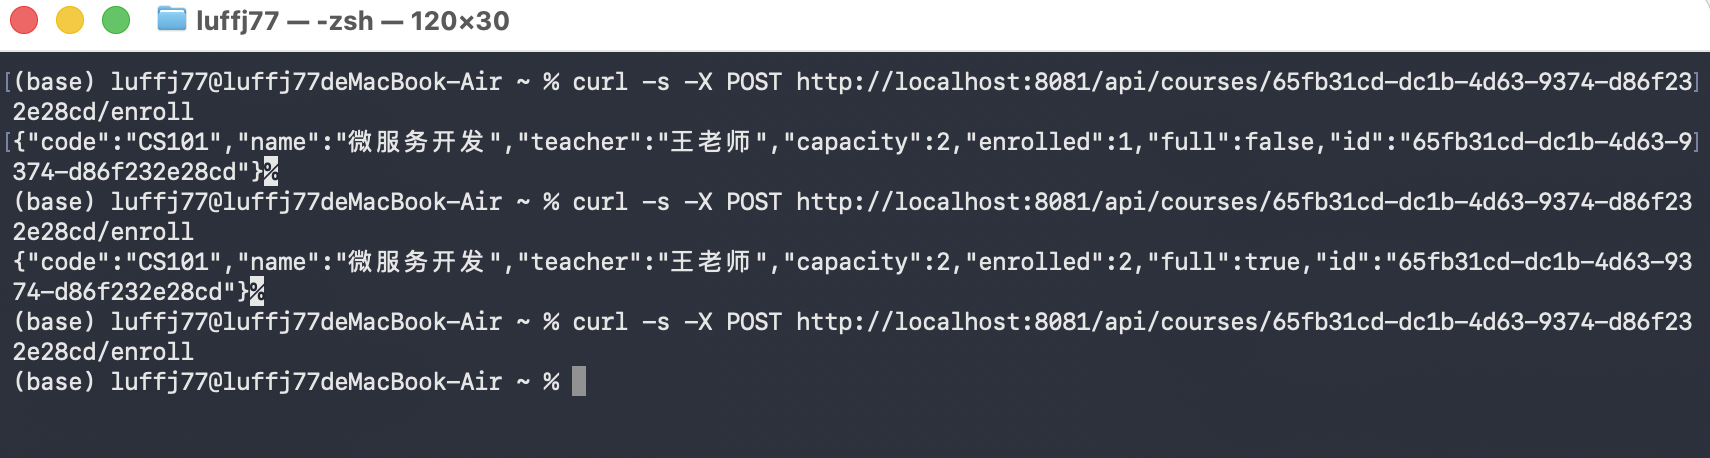 luffj77 — -zsh — 120×30
[(base) luffj77@luffj77deMacBook-Air ~ % curl -s -X POST http://localhost:8081/api/courses/65fb31cd-dc1b-4d63-9374-d86f23]
2e28cd/enroll
[{"code":"CS101","name":"微服务开发","teacher":"王老师","capacity":2,"enrolled":1,"full":false,"id":"65fb31cd-dc1b-4d63-9]
374-d86f232e28cd"}%
(base) luffj77@luffj77deMacBook-Air ~ % curl -s -X POST http://localhost:8081/api/courses/65fb31cd-dc1b-4d63-9374-d86f23
2e28cd/enroll
{"code":"CS101","name":"微服务开发","teacher":"王老师","capacity":2,"enrolled":2,"full":true,"id":"65fb31cd-dc1b-4d63-93
74-d86f232e28cd"}%
(base) luffj77@luffj77deMacBook-Air ~ % curl -s -X POST http://localhost:8081/api/courses/65fb31cd-dc1b-4d63-9374-d86f23
2e28cd/enroll
(base) luffj77@luffj77deMacBook-Air ~ %